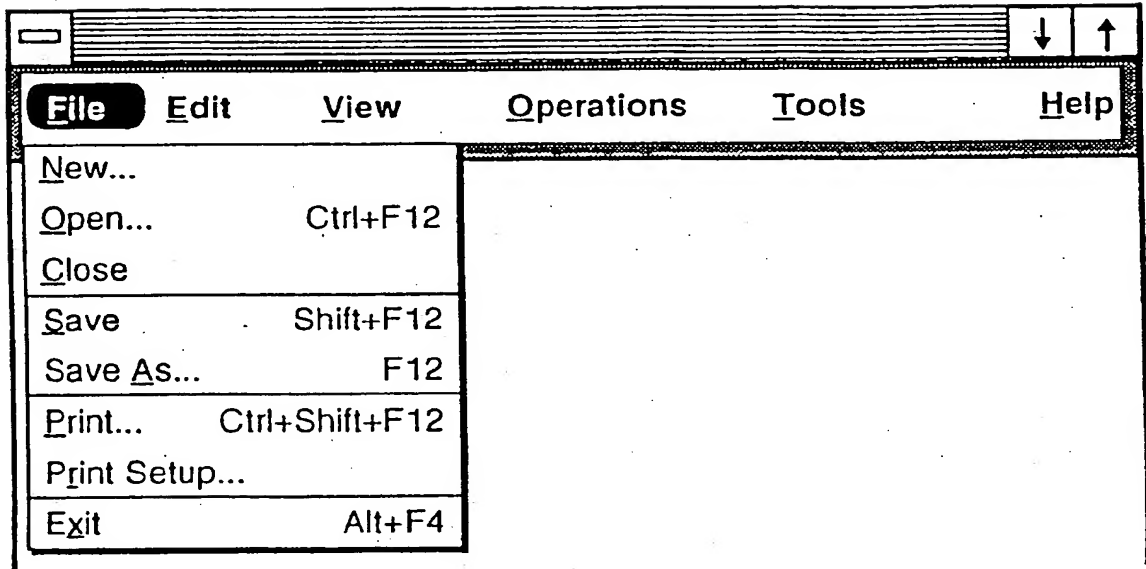 File Edit View Operations Tools Help
New...
Open... Ctrl+F12
Close
Save Shift+F12
Save As... F12
Print... Ctrl+Shift+F12
Print Setup...
Exit Alt+F4